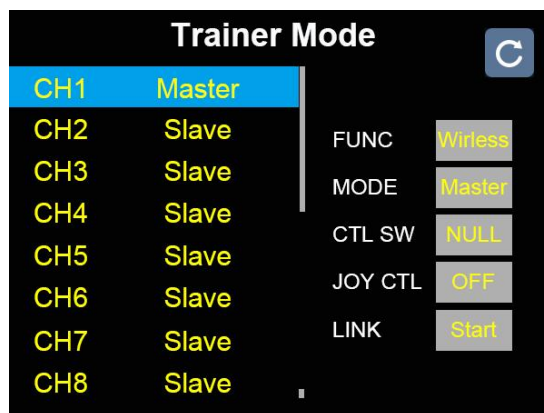 Trainer Mode
CH1 Master
CH2 Slave
CH3 Slave
CH4 Slave
CH5 Slave
CH6 Slave
CH7 Slave
CH8 Slave
FUNC Wirless
MODE Master
CTL SW NULL
JOY CTL OFF
LINK Start